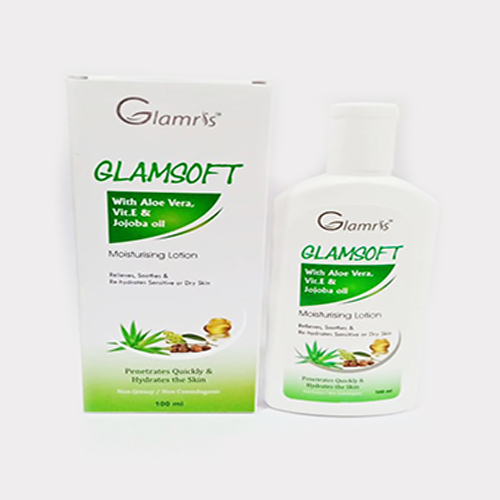 Glamris™
GLAMSOFT
With Aloe Vera,
Vit.E &
Jojoba oil
Moisturising Lotion
Relieves, Soothes &
Re-hydrates Sensitive or Dry Skin
Penetrates Quickly &
Hydrates the Skin
Non Greasy / Non Comedogenic
100 ml
Glamris™
GLAMSOFT
With Aloe Vera,
Vit.E &
Jojoba oil
Moisturising Lotion
Relieves, Soothes &
Re-hydrates Sensitive or Dry Skin
Penetrates Quickly &
Hydrates the Skin
100 ml